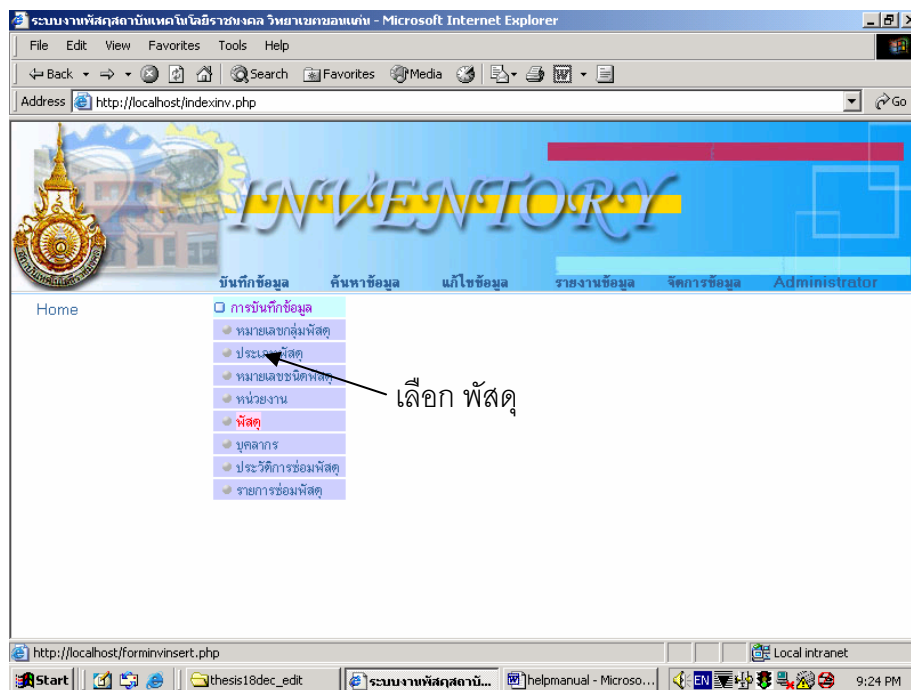 ระบบงานพัสดุสถาบันเทคโนโลยีราชมงคล วิทยาเขตขอนแก่น - Microsoft Internet Explorer
File Edit View Favorites Tools Help
Back Search Favorites Media
Address http://localhost/indexinv.php Go
INVENTORY
บันทึกข้อมูล ค้นหาข้อมูล แก้ไขข้อมูล รายงานข้อมูล จัดการข้อมูล Administrator
Home
การบันทึกข้อมูล
หมายเลขกลุ่มพัสดุ
ประเภทพัสดุ
หมายเลขชนิดพัสดุ
หน่วยงาน
เลือก พัสดุ
พัสดุ
บุคลากร
ประวัติการซ่อมพัสดุ
รายการซ่อมพัสดุ
http://localhost/forminvinsert.php Local intranet
Start thesis18dec_edit ระบบงานพัสดุสถาบั... helpmanual - Microso... EN 9:24 PM